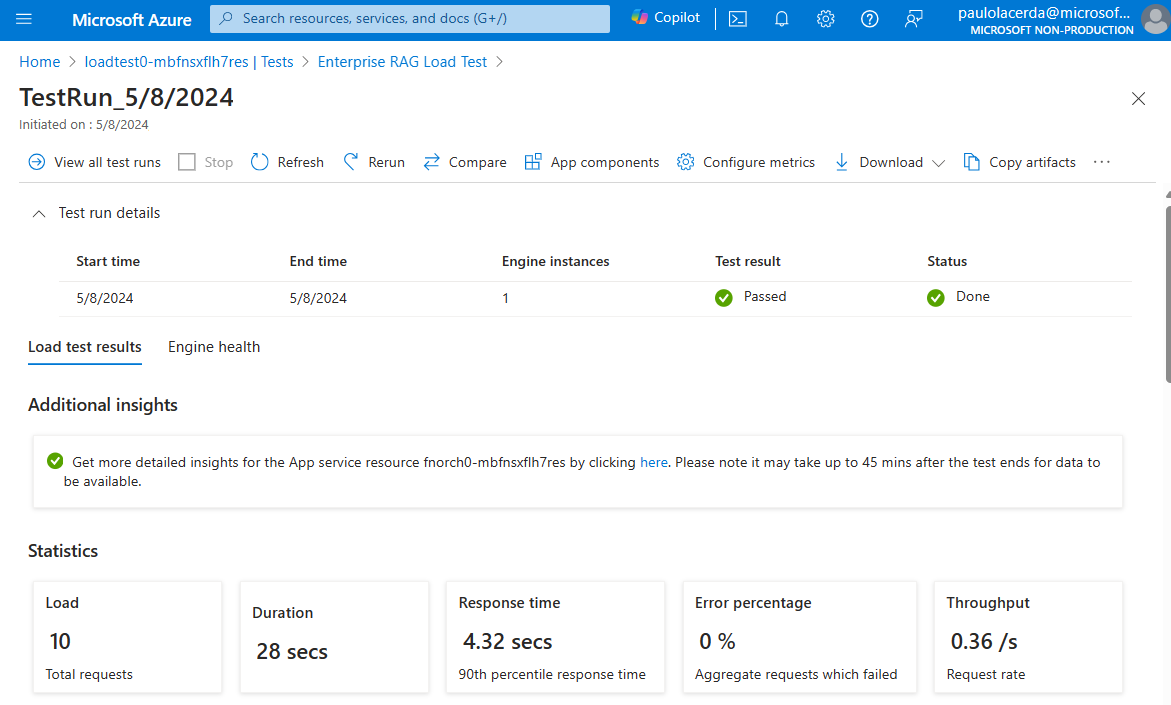 Microsoft Azure
Search resources, services, and docs (G+/)
Copilot
paulolacerda@microsof...
MICROSOFT NON-PRODUCTION
Home > loadtest0-mbfnsxflh7res | Tests > Enterprise RAG Load Test >
TestRun_5/8/2024
Initiated on : 5/8/2024
View all test runs Stop Refresh Rerun Compare App components Configure metrics Download Copy artifacts ...
Test run details
Start time End time Engine instances Test result Status
5/8/2024 5/8/2024 1 Passed Done
Load test results Engine health
Additional insights
Get more detailed insights for the App service resource fnorch0-mbfnsxflh7res by clicking here. Please note it may take up to 45 mins after the test ends for data to
be available.
Statistics
Load
10
Total requests
Duration
28 secs
Response time
4.32 secs
90th percentile response time
Error percentage
0 %
Aggregate requests which failed
Throughput
0.36 /s
Request rate